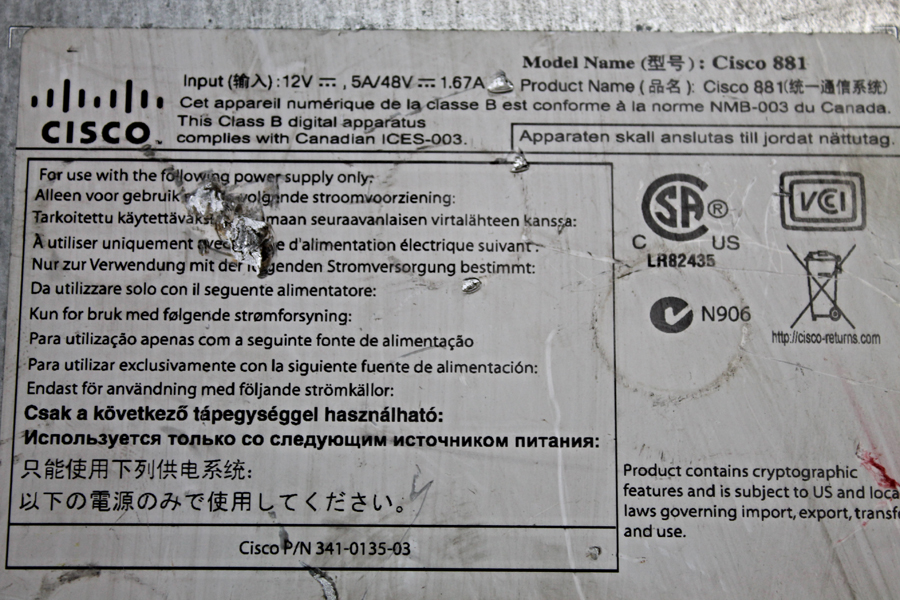 Model Name (型号): Cisco 881
Input (输入):12V ⎓ , 5A/48V ⎓ 1.67A
Product Name (品名): Cisco 881(统一通信系统)
CISCO™
Cet appareil numérique de la classe B est conforme à la norme NMB-003 du Canada.
This Class B digital apparatus
complies with Canadian ICES-003.
Apparaten skall anslutas till jordat nättutag.
For use with the following power supply only:
Alleen voor gebruik volgende stroomvoorziening:
Tarkoitettu seuraavanlaisen virtalähteen kanssa:
À utiliser uniquement d'alimentation électrique suivant :
Nur zur Verwendung mit der folgenden Stromversorgung bestimmt:
Da utilizzare solo con il seguente alimentatore:
Kun for bruk med følgende strømforsyning:
Para utilização apenas com a seguinte fonte de alimentação
Para utilizar exclusivamente con la siguiente fuente de alimentación:
Endast för användning med följande strömkällor:
Csak a következő tápegységgel használható:
Используется только со следующим источником питания:
只能使用下列供电系统:
以下の電源のみで使用してください。
Cisco P/N 341-0135-03
SA®
C US
LR82435
VCCI
N906
http://cisco-returns.com
Product contains cryptographic
features and is subject to US and loca
laws governing import, export, transf
and use.